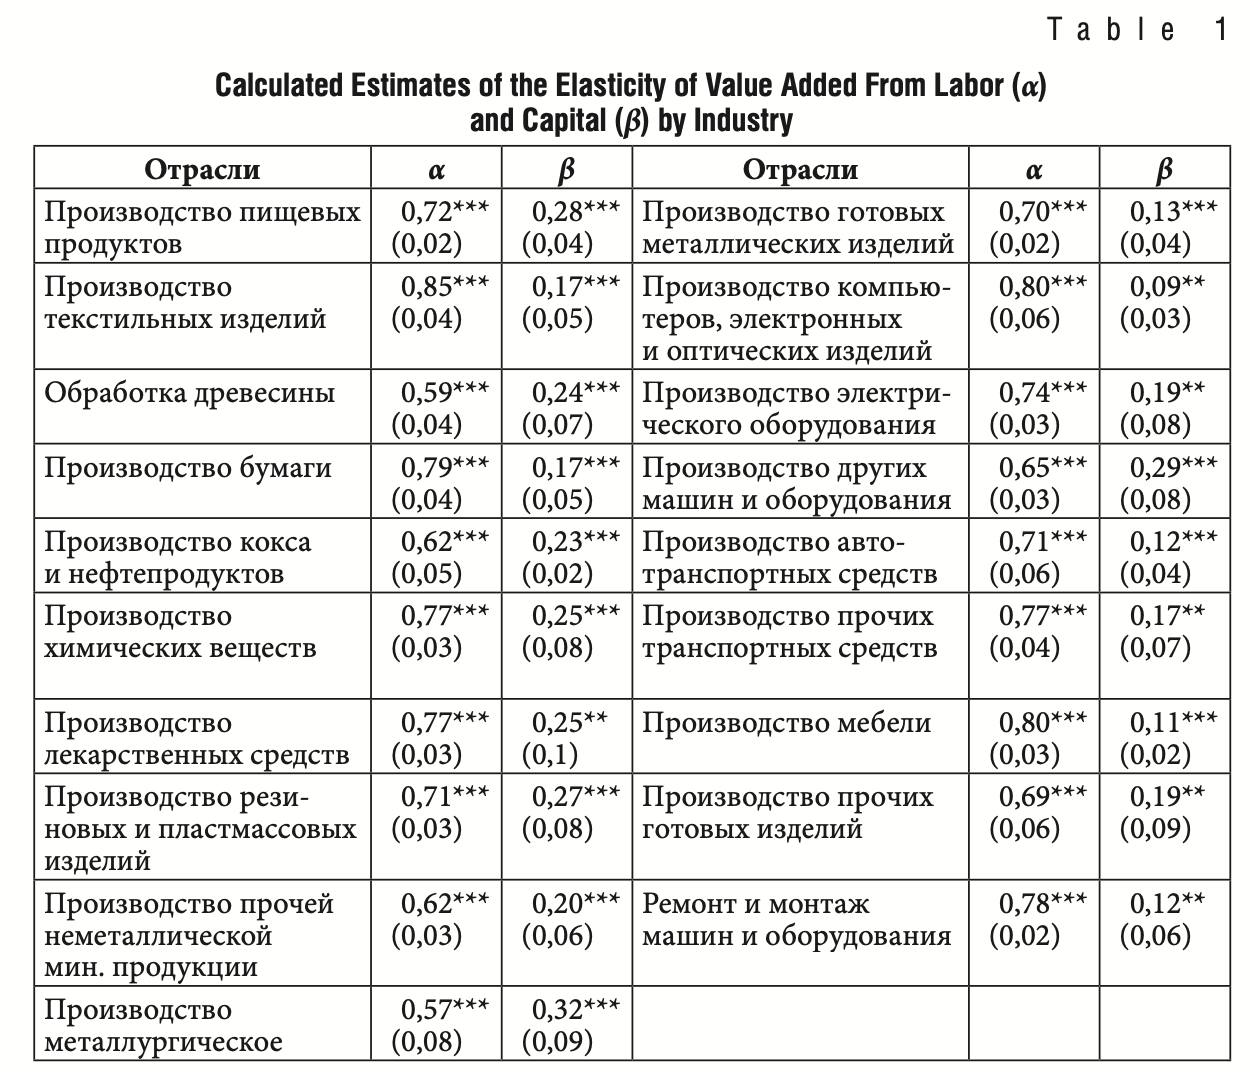 Table 1
Calculated Estimates of the Elasticity of Value Added From Labor (α)
and Capital (β) by Industry
Отрасли α β Отрасли α β
Производство пищевых 0,72*** 0,28*** Производство готовых 0,70*** 0,13***
продуктов (0,02) (0,04) металлических изделий (0,02) (0,04)
Производство 0,85*** 0,17*** Производство компью- 0,80*** 0,09**
текстильных изделий (0,04) (0,05) теров, электронных (0,06) (0,03)
и оптических изделий
Обработка древесины 0,59*** 0,24*** Производство электри- 0,74*** 0,19**
(0,04) (0,07) ческого оборудования (0,03) (0,08)
Производство бумаги 0,79*** 0,17*** Производство других 0,65*** 0,29***
(0,04) (0,05) машин и оборудования (0,03) (0,08)
Производство кокса 0,62*** 0,23*** Производство авто- 0,71*** 0,12***
и нефтепродуктов (0,05) (0,02) транспортных средств (0,06) (0,04)
Производство 0,77*** 0,25*** Производство прочих 0,77*** 0,17**
химических веществ (0,03) (0,08) транспортных средств (0,04) (0,07)
Производство 0,77*** 0,25** Производство мебели 0,80*** 0,11***
лекарственных средств (0,03) (0,1) (0,03) (0,02)
Производство рези- 0,71*** 0,27*** Производство прочих 0,69*** 0,19**
новых и пластмассовых (0,03) (0,08) готовых изделий (0,06) (0,09)
изделий
Производство прочей 0,62*** 0,20*** Ремонт и монтаж 0,78*** 0,12**
неметаллической (0,03) (0,06) машин и оборудования (0,02) (0,06)
мин. продукции
Производство 0,57*** 0,32***
металлургическое (0,08) (0,09)